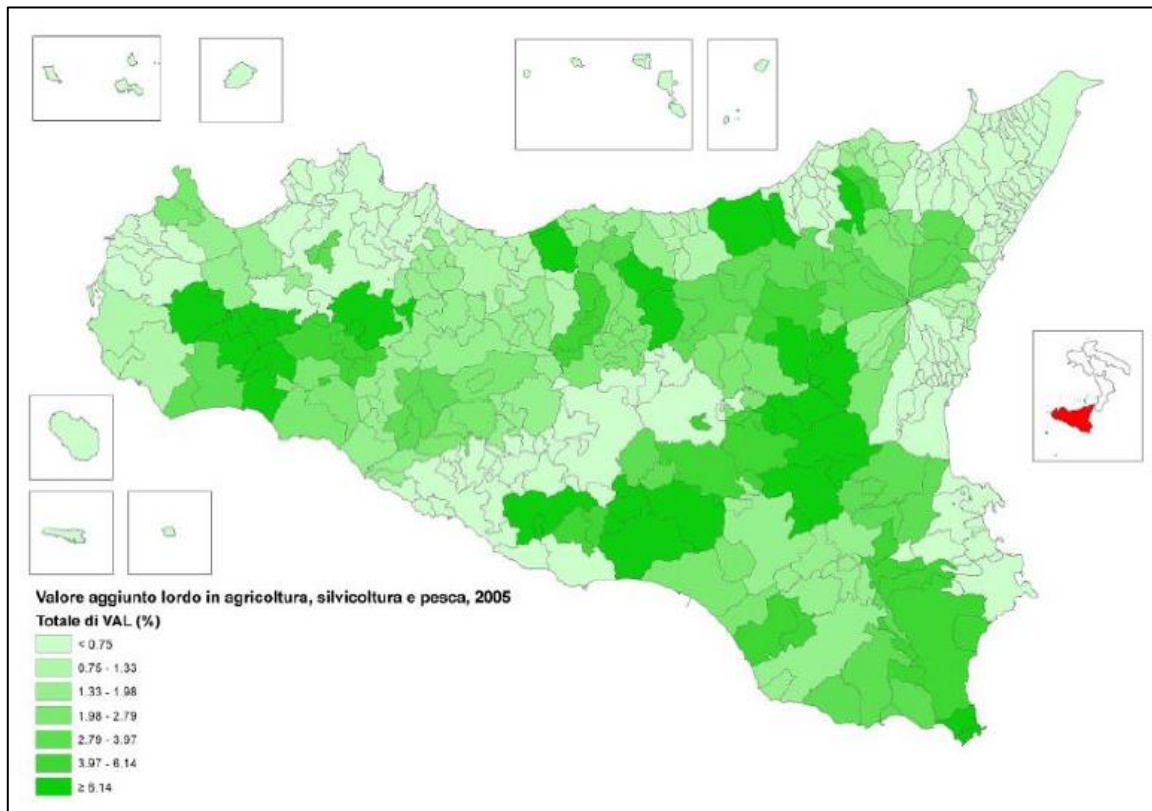 Valore aggiunto lordo in agricoltura, silvicoltura e pesca, 2005
Totale di VAL (%)
< 0.75
0.75 - 1.33
1.33 - 1.98
1.98 - 2.79
2.79 - 3.97
3.97 - 6.14
≥ 6.14